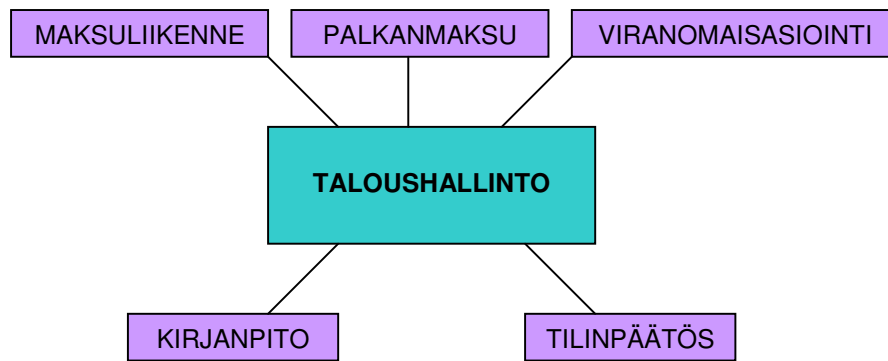 MAKSULIIKENNE
PALKANMAKSU
VIRANOMAISASIOINTI
TALOUSHALLINTO
KIRJANPITO
TILINPÄÄTÖS